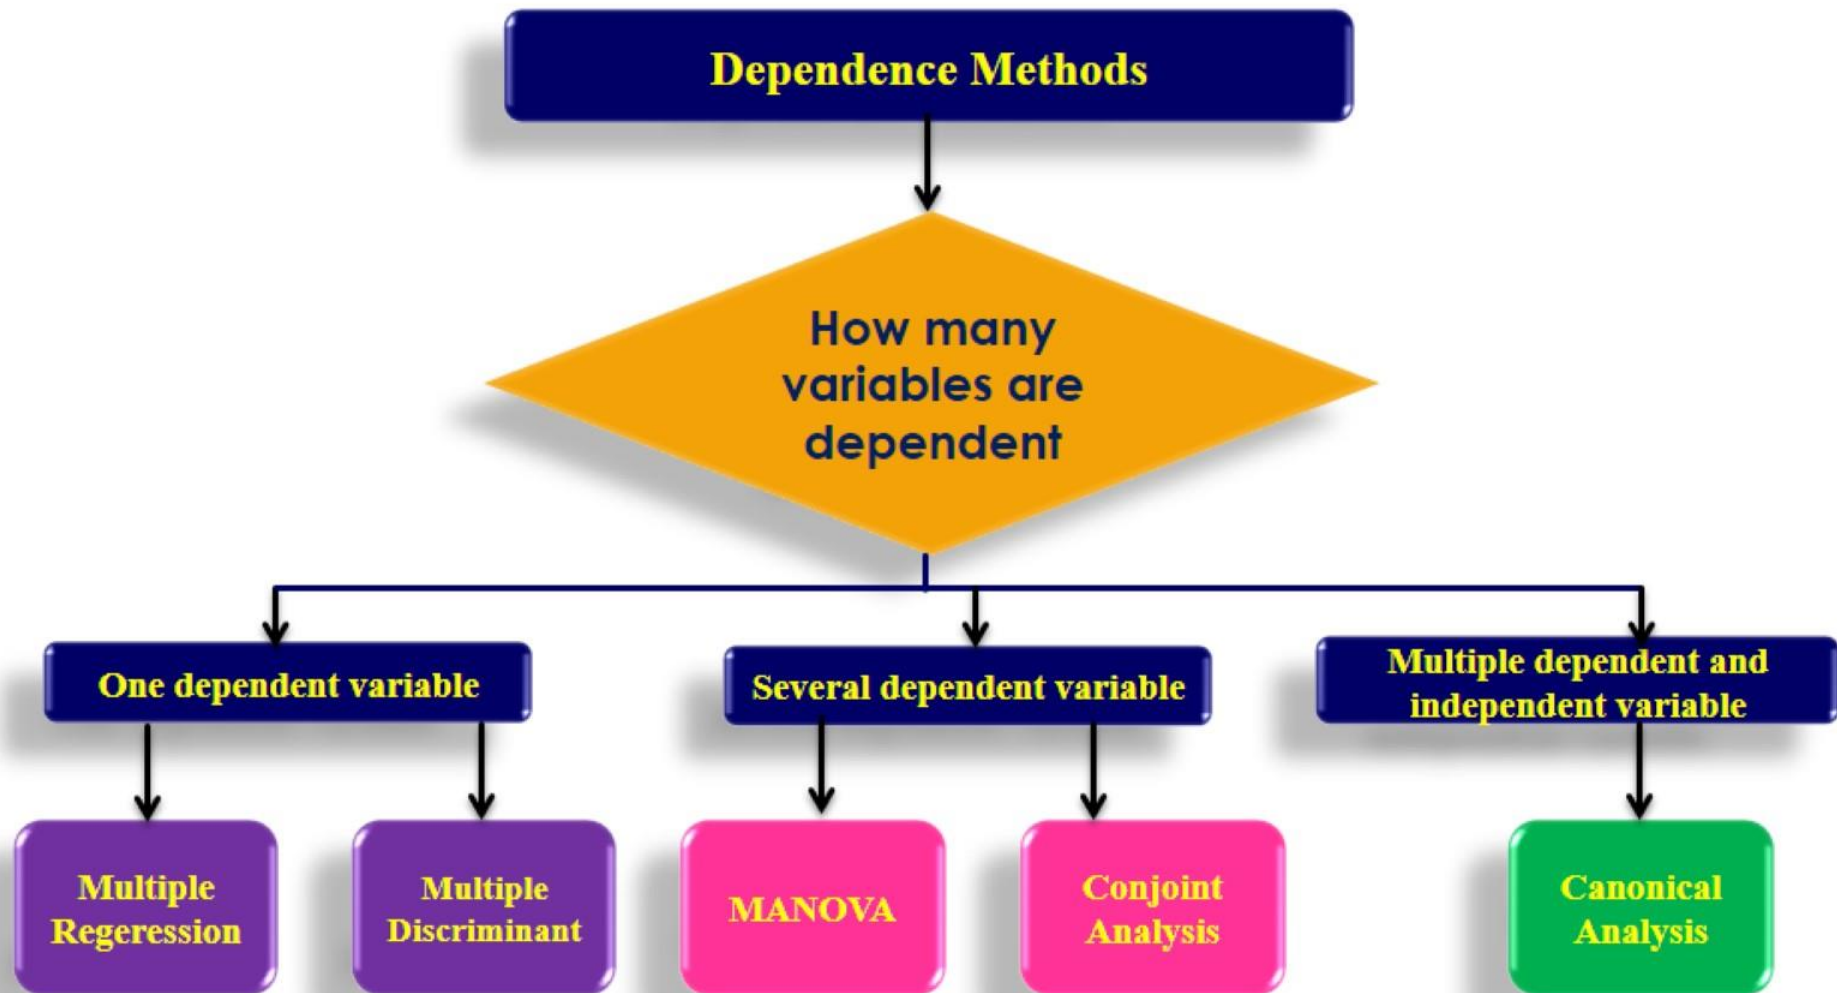 Dependence Methods
How many
variables are
dependent
One dependent variable
Several dependent variable
Multiple dependent and
independent variable
Multiple
Regeression
Multiple
Discriminant
MANOVA
Conjoint
Analysis
Canonical
Analysis